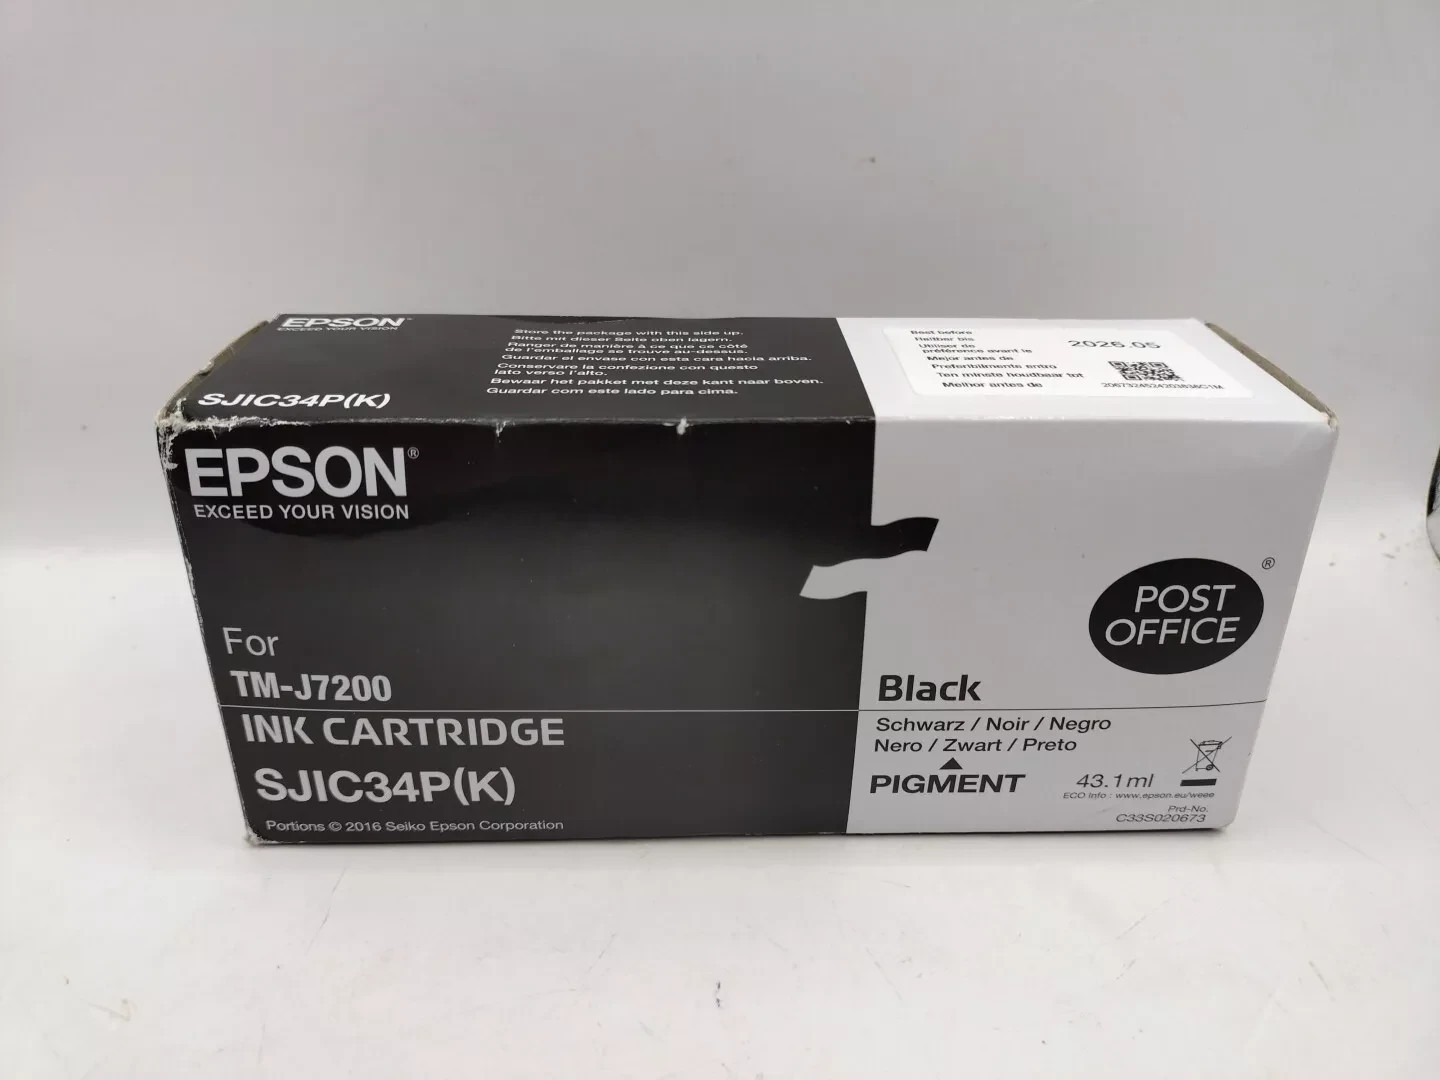 EPSON
EXCEED YOUR VISION
SJIC34P(K)
Store the package with this side up.
Bitte mit dieser Seite oben lagern.
Ranger de manière à ce que ce côté
de l'emballage se trouve au-dessus.
Guardar el envase con esta cara hacia arriba.
Conservare la confezione con questo
lato verso l'alto.
Bewaar het pakket met deze kant naar boven.
Guardar com este lado para cima.
Best before
Haltbar bis
Utiliser de
préférence avant le
Mejor antes de
Preferibilmente entro
Ten minste houdbaar tot
Melhor antes de
2026.05
EPSON®
EXCEED YOUR VISION
For
TM-J7200
INK CARTRIDGE
SJIC34P(K)
Portions © 2016 Seiko Epson Corporation
POST
OFFICE
®
Black
Schwarz / Noir / Negro
Nero / Zwart / Preto
PIGMENT
43.1ml
ECO Info : www.epson.eu/weee
Prd-No.
C33S020673